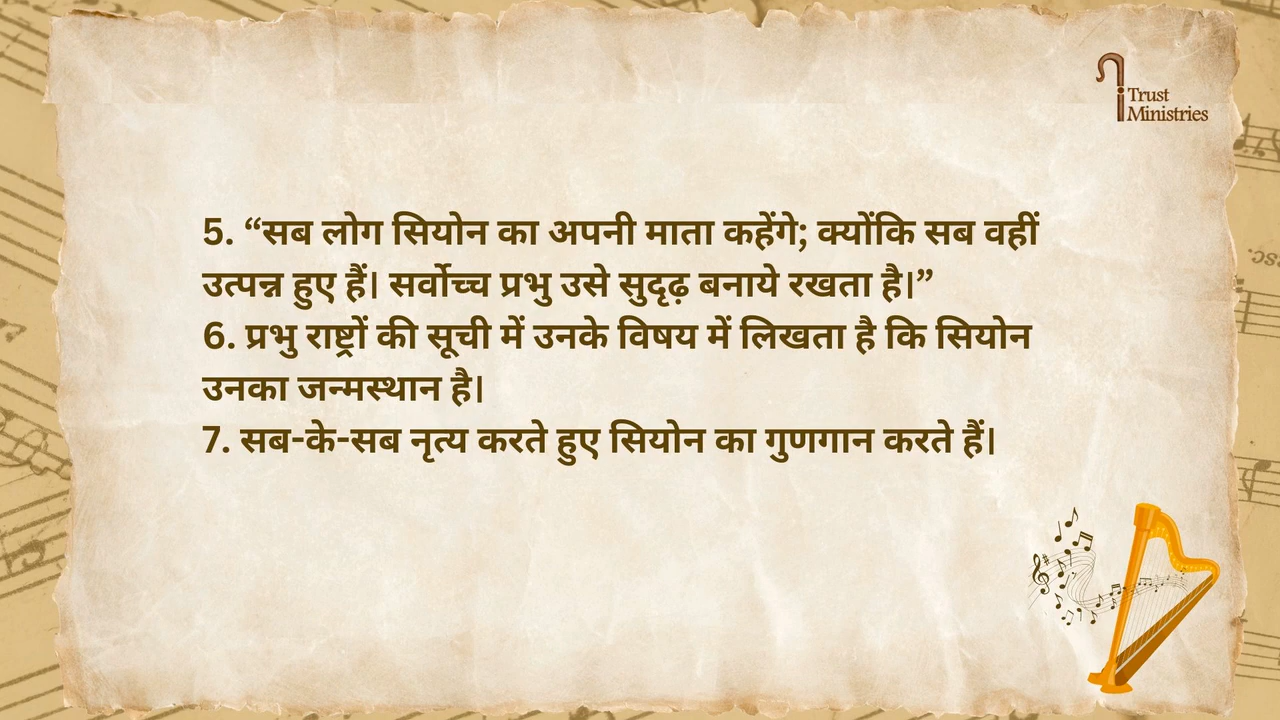 Trust
Ministries
5. “सब लोग सियोन का अपनी माता कहेंगे; क्योंकि सब वहीं
उत्पन्न हुए हैं। सर्वोच्च प्रभु उसे सुदृढ़ बनाये रखता है।”
6. प्रभु राष्ट्रों की सूची में उनके विषय में लिखता है कि सियोन
उनका जन्मस्थान है।
7. सब-के-सब नृत्य करते हुए सियोन का गुणगान करते हैं।